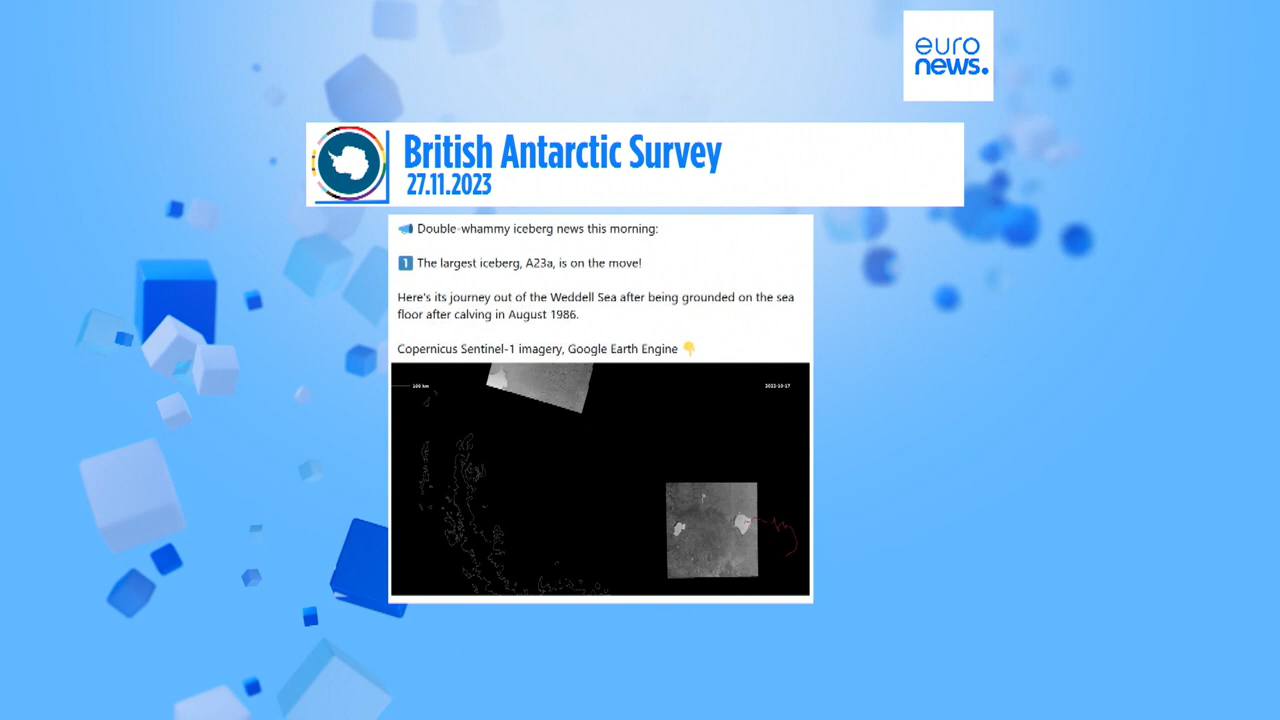 euro
news.
British Antarctic Survey
27.11.2023
📢 Double-whammy iceberg news this morning:
1️⃣ The largest iceberg, A23a, is on the move!
Here's its journey out of the Weddell Sea after being grounded on the sea
floor after calving in August 1986.
Copernicus Sentinel-1 imagery, Google Earth Engine 👇
100 km